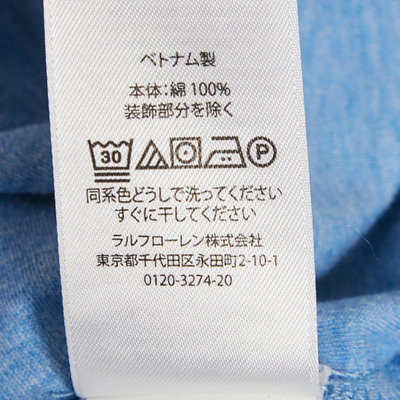 ベトナム製
本体：綿 100%
装飾部分を除く
30 P
同系色どうしで洗ってください
すぐに干してください
ラルフローレン株式会社
東京都千代田区永田町2-10-1
0120-3274-20